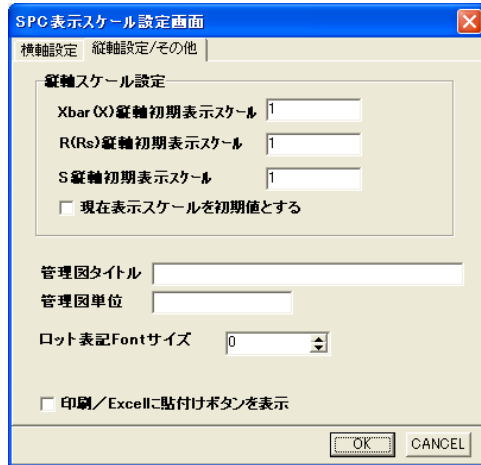 SPC表示スケール設定画面
横軸設定 縦軸設定/その他
縦軸スケール設定
Xbar(X)縦軸初期表示スケール 1
R(Rs)縦軸初期表示スケール 1
S縦軸初期表示スケール 1
現在表示スケールを初期値とする
管理図タイトル
管理図単位
ロット表記Fontサイズ 0
印刷/Excelに貼付けボタンを表示
OK CANCEL